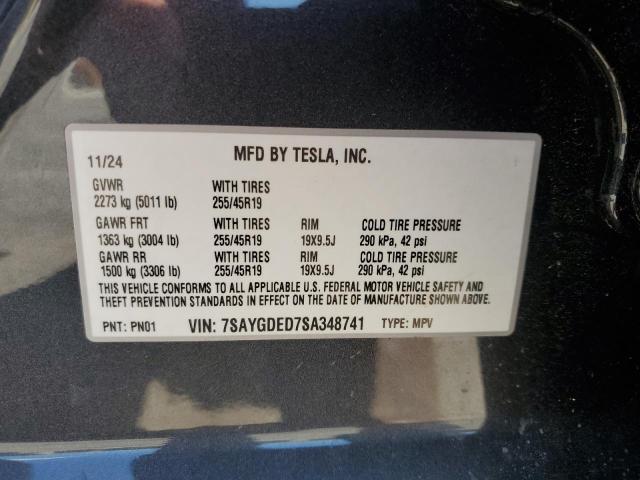 11/24 MFD BY TESLA, INC.
GVWR WITH TIRES
2273 kg (5011 lb) 255/45R19
GAWR FRT WITH TIRES RIM COLD TIRE PRESSURE
1363 kg (3004 lb) 255/45R19 19X9.5J 290 kPa, 42 psi
GAWR RR WITH TIRES RIM COLD TIRE PRESSURE
1500 kg (3306 lb) 255/45R19 19X9.5J 290 kPa, 42 psi
THIS VEHICLE CONFORMS TO ALL APPLICABLE U.S. FEDERAL MOTOR VEHICLE SAFETY AND
THEFT PREVENTION STANDARDS IN EFFECT ON THE DATE OF MANUFACTURE SHOWN ABOVE.
PNT: PN01 VIN: 7SAYGDED7SA348741 TYPE: MPV